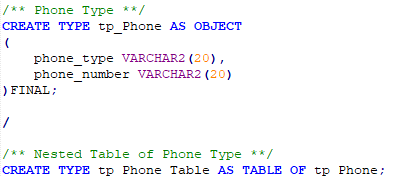 /** Phone Type **/
CREATE TYPE tp_Phone AS OBJECT
(
    phone_type VARCHAR2(20),
    phone_number VARCHAR2(20)
)FINAL;
/
/** Nested Table of Phone Type **/
CREATE TYPE tp_Phone_Table AS TABLE OF tp_Phone;